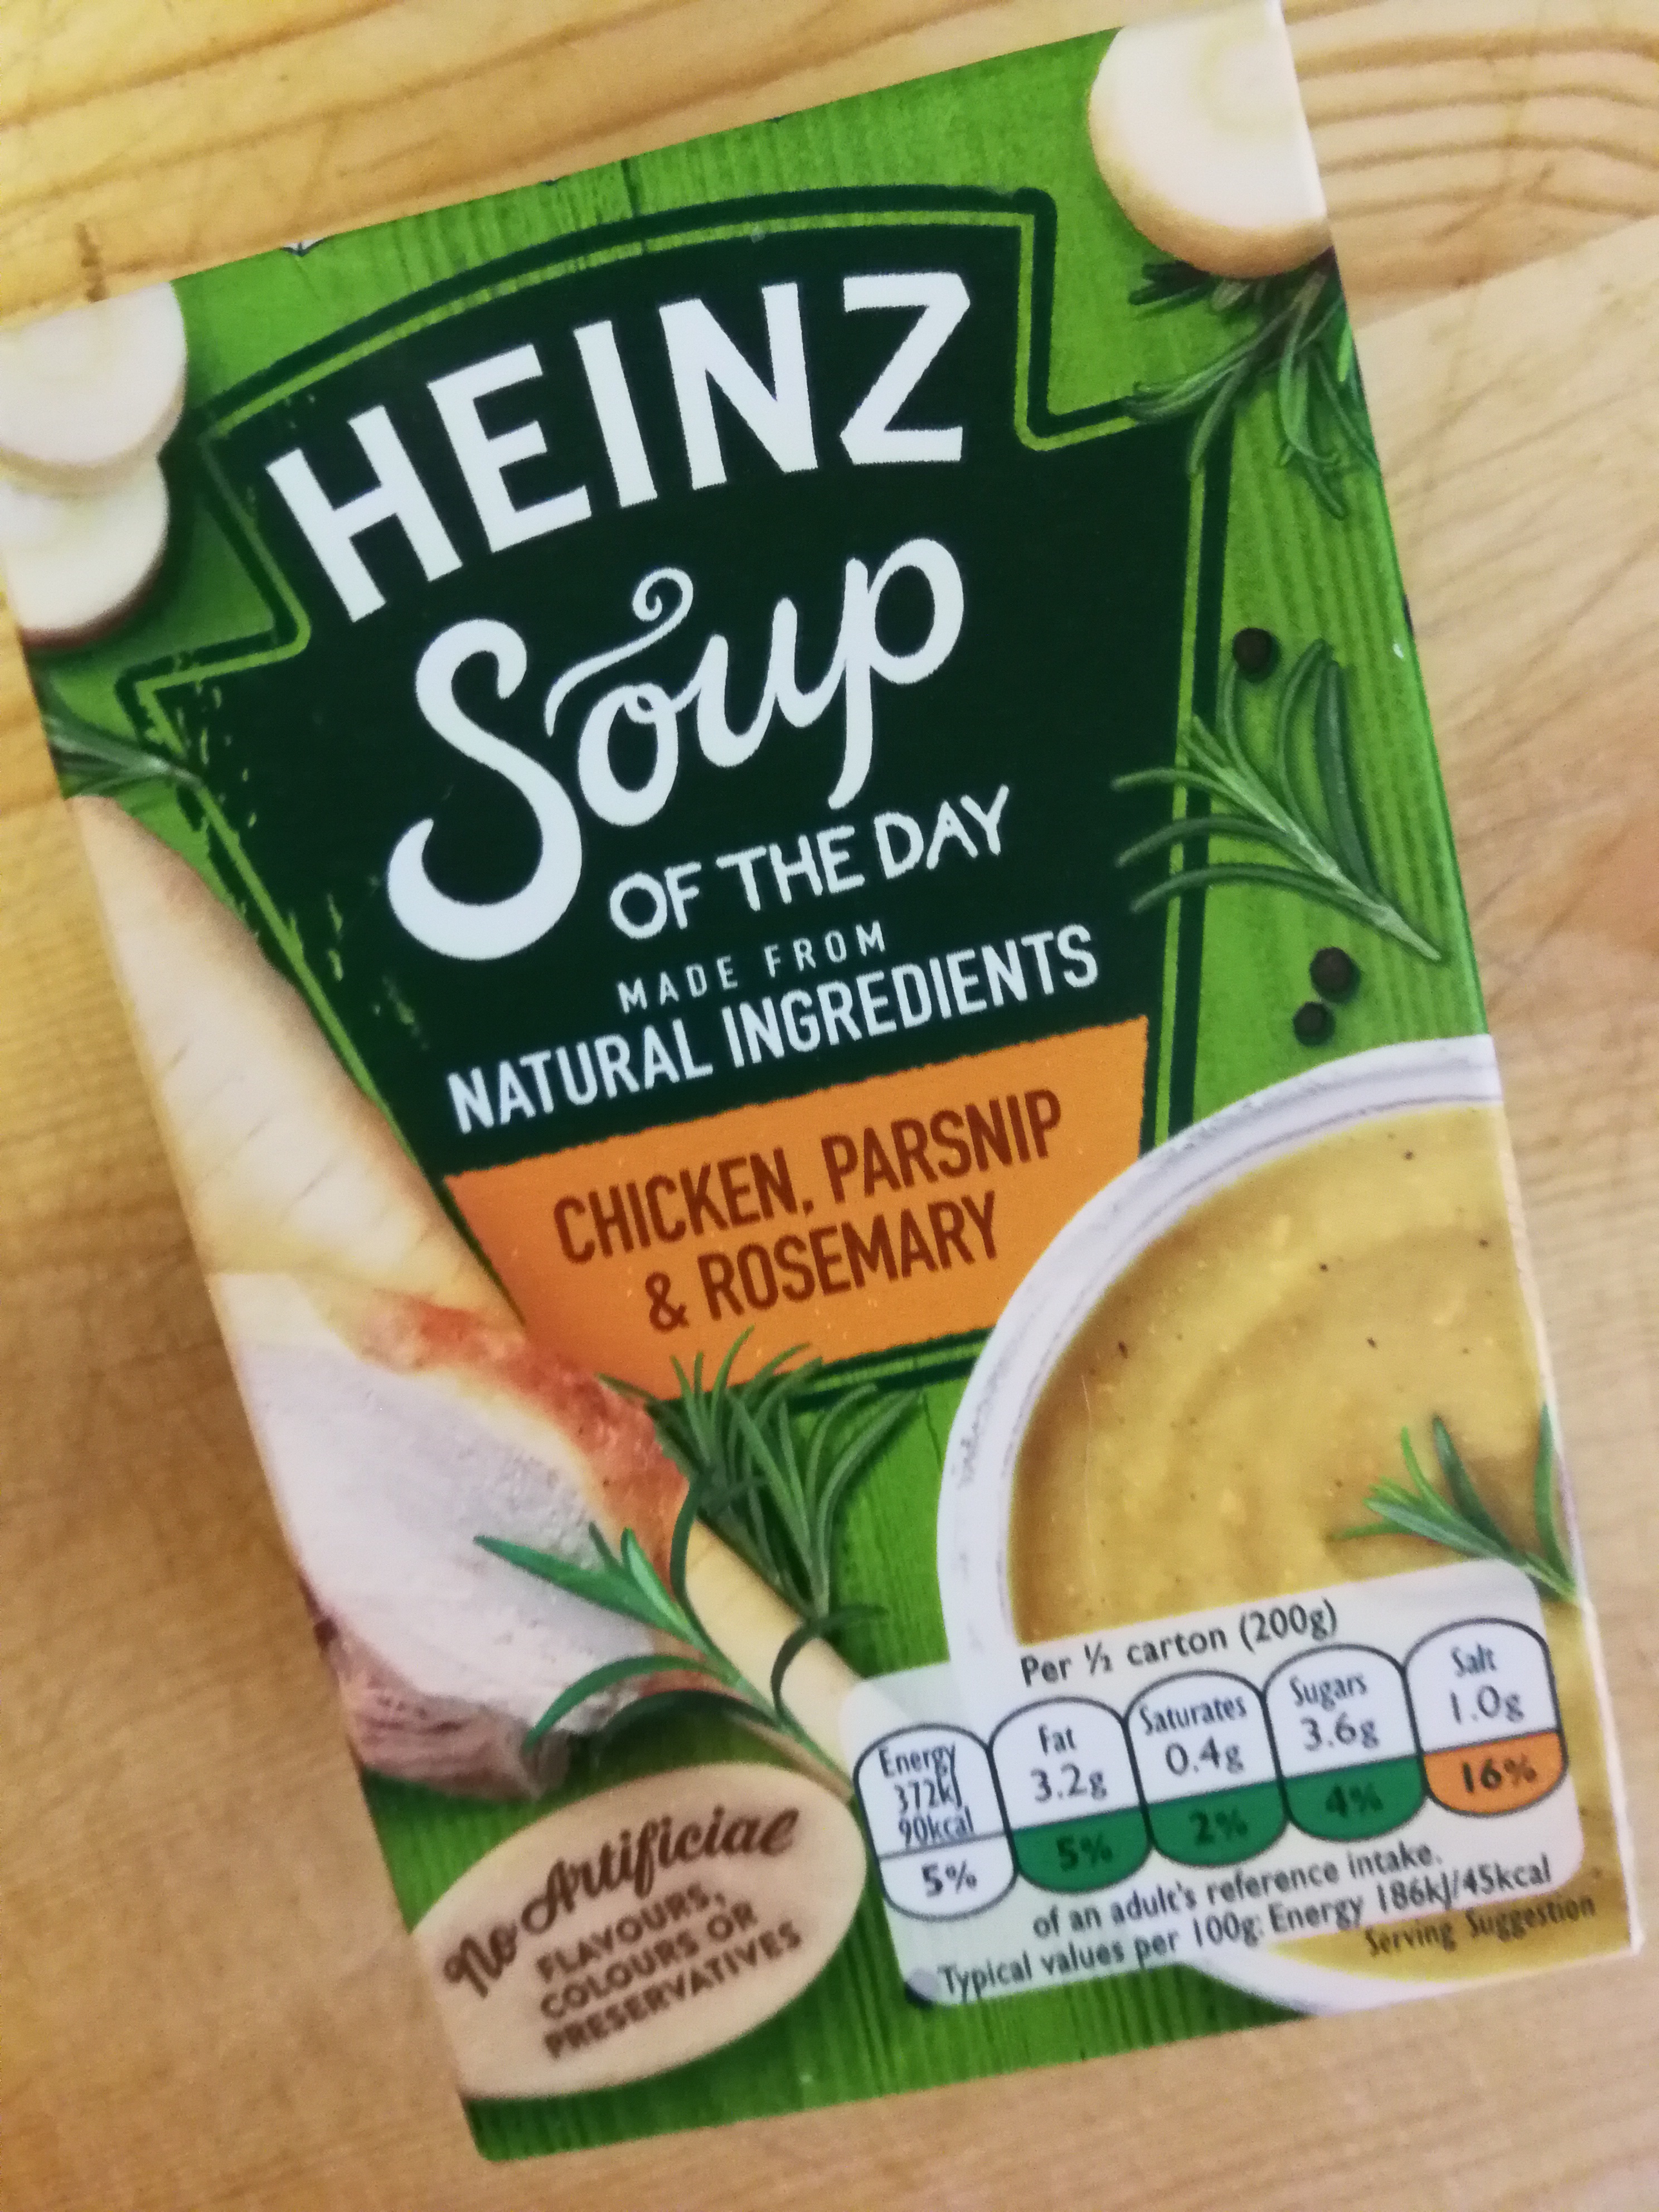 HEINZ
Soup
OF THE DAY
MADE FROM
NATURAL INGREDIENTS
CHICKEN, PARSNIP
& ROSEMARY
No Artificial
FLAVOURS,
COLOURS OR
PRESERVATIVES
Per ½ carton (200g)
Energy
372kJ
90kcal
5%
Fat
3.2g
5%
Saturates
0.4g
2%
Sugars
3.6g
4%
Salt
1.0g
16%
of an adult's reference intake.
Typical values per 100g: Energy 186kJ/45kcal
Serving Suggestion